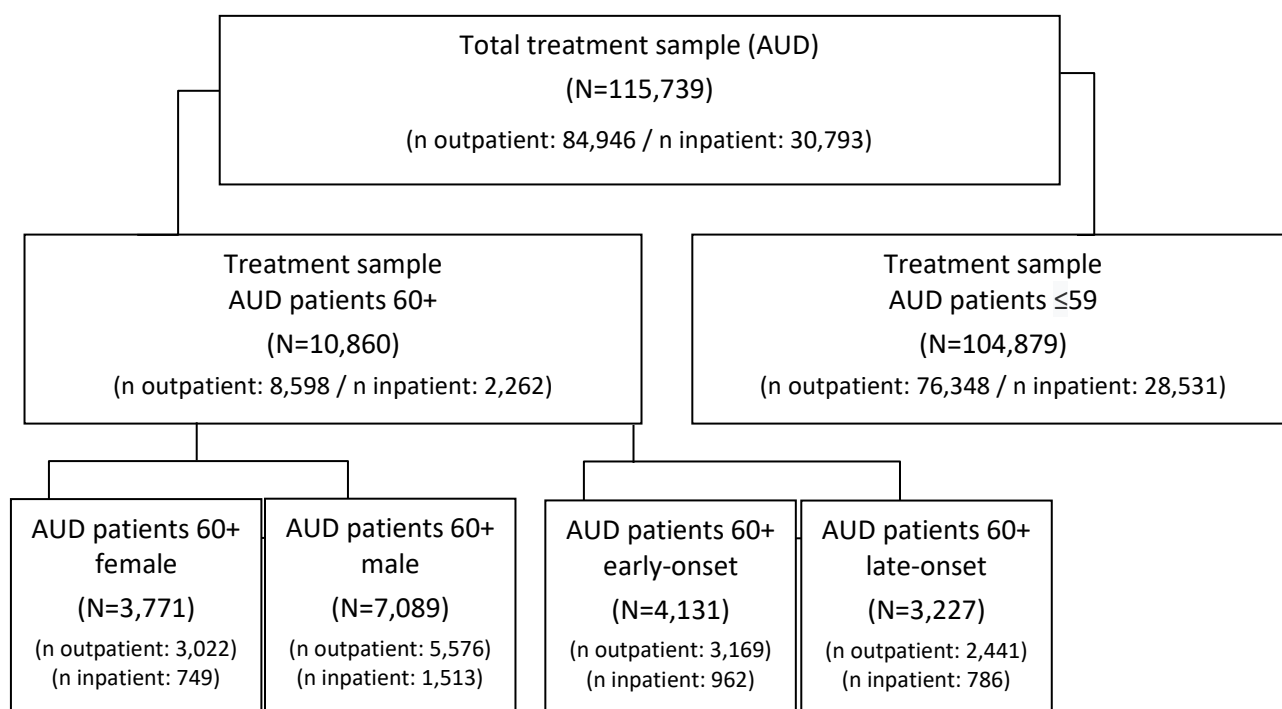 Total treatment sample (AUD)
(N=115,739)
(n outpatient: 84,946 / n inpatient: 30,793)
Treatment sample
AUD patients 60+
(N=10,860)
(n outpatient: 8,598 / n inpatient: 2,262)
Treatment sample
AUD patients ≤59
(N=104,879)
(n outpatient: 76,348 / n inpatient: 28,531)
AUD patients 60+
female
(N=3,771)
(n outpatient: 3,022)
(n inpatient: 749)
AUD patients 60+
male
(N=7,089)
(n outpatient: 5,576)
(n inpatient: 1,513)
AUD patients 60+
early-onset
(N=4,131)
(n outpatient: 3,169)
(n inpatient: 962)
AUD patients 60+
late-onset
(N=3,227)
(n outpatient: 2,441)
(n inpatient: 786)